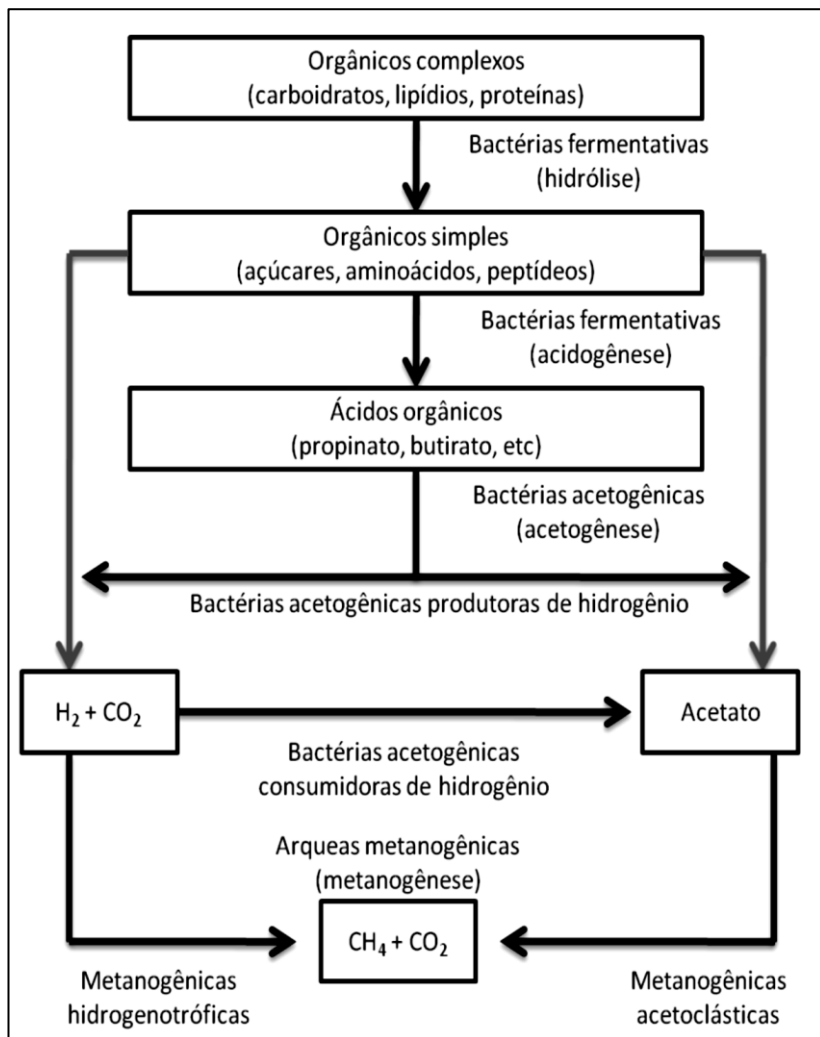 Orgânicos complexos
(carboidratos, lipídios, proteínas)
Bactérias fermentativas
(hidrólise)
Orgânicos simples
(açúcares, aminoácidos, peptídeos)
Bactérias fermentativas
(acidogênese)
Ácidos orgânicos
(propinato, butirato, etc)
Bactérias acetogênicas
(acetogênese)
Bactérias acetogênicas produtoras de hidrogênio
H₂ + CO₂
Acetato
Bactérias acetogênicas
consumidoras de hidrogênio
Arqueas metanogênicas
(metanogênese)
CH₄ + CO₂
Metanogênicas
hidrogenotróficas
Metanogênicas
acetoclásticas